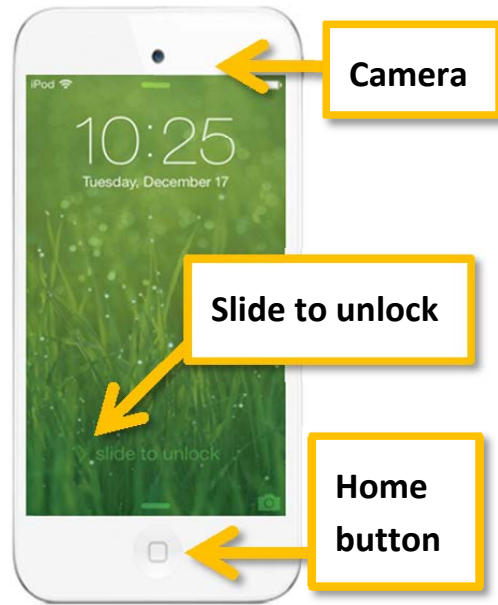 Camera
iPod
10:25
Tuesday, December 17
Slide to unlock
slide to unlock
Home
button